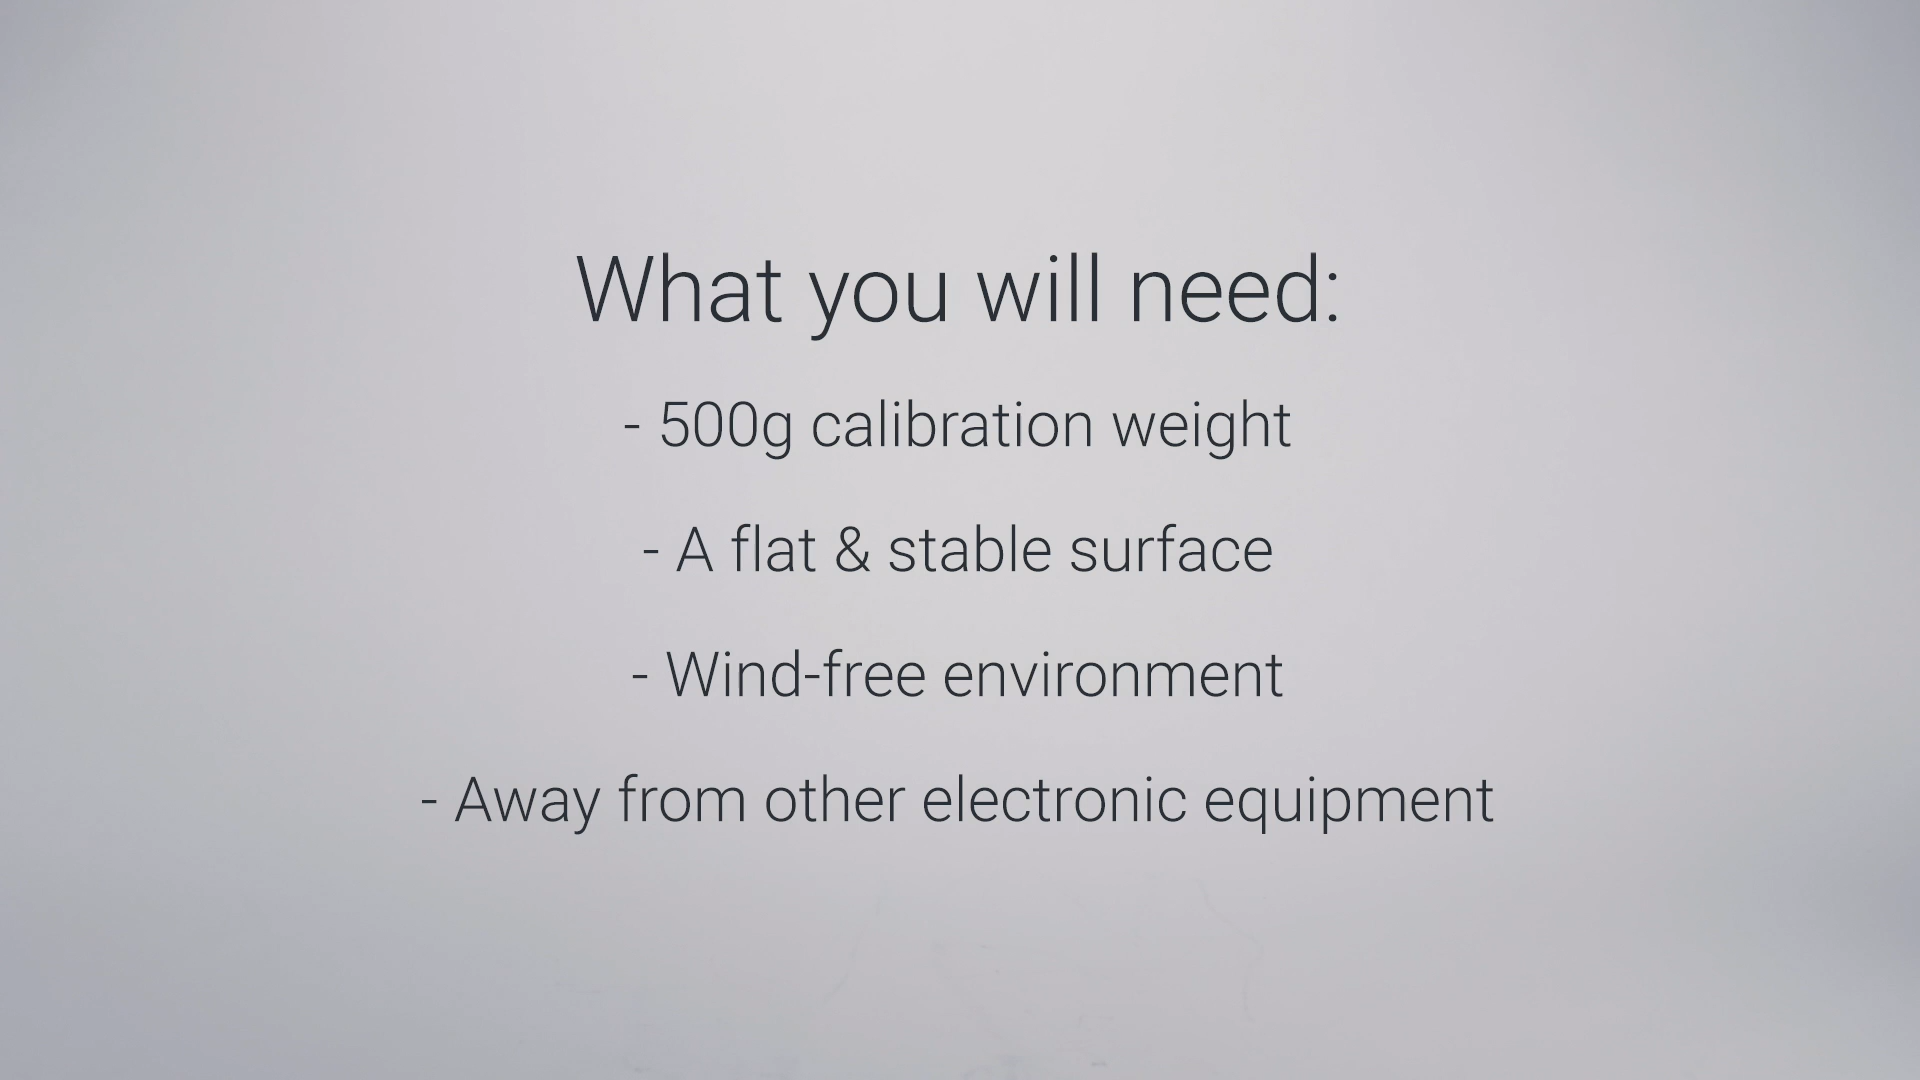 What you will need:
- 500g calibration weight
- A flat & stable surface
- Wind-free environment
- Away from other electronic equipment